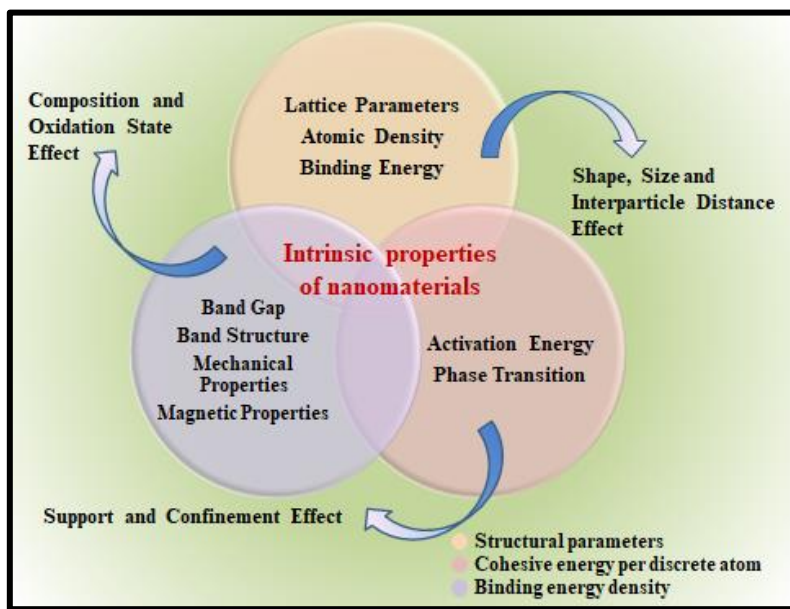 Composition and
Oxidation State
Effect
Lattice Parameters
Atomic Density
Binding Energy
Shape, Size and
Interparticle Distance
Effect
Intrinsic properties
of nanomaterials
Band Gap
Band Structure
Mechanical
Properties
Magnetic Properties
Activation Energy
Phase Transition
Support and Confinement Effect
Structural parameters
Cohesive energy per discrete atom
Binding energy density